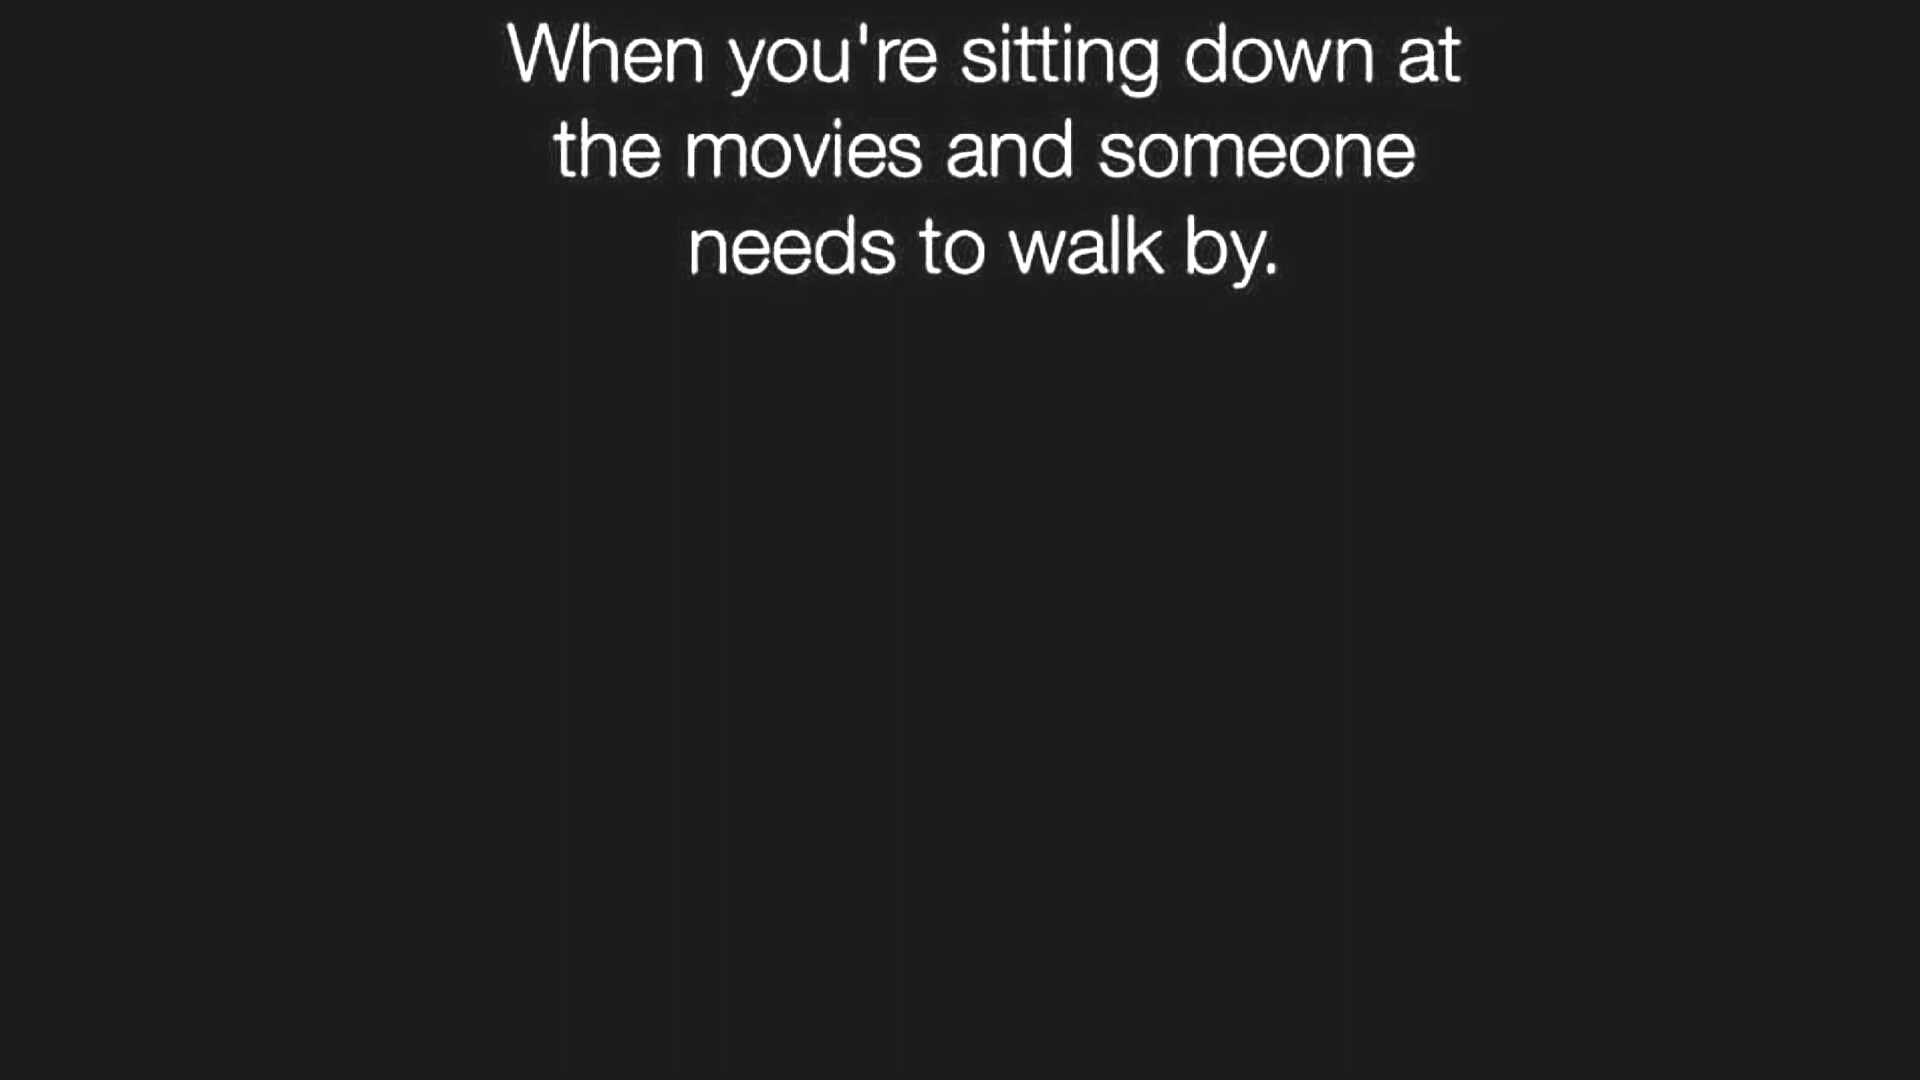 When you're sitting down at
the movies and someone
needs to walk by.